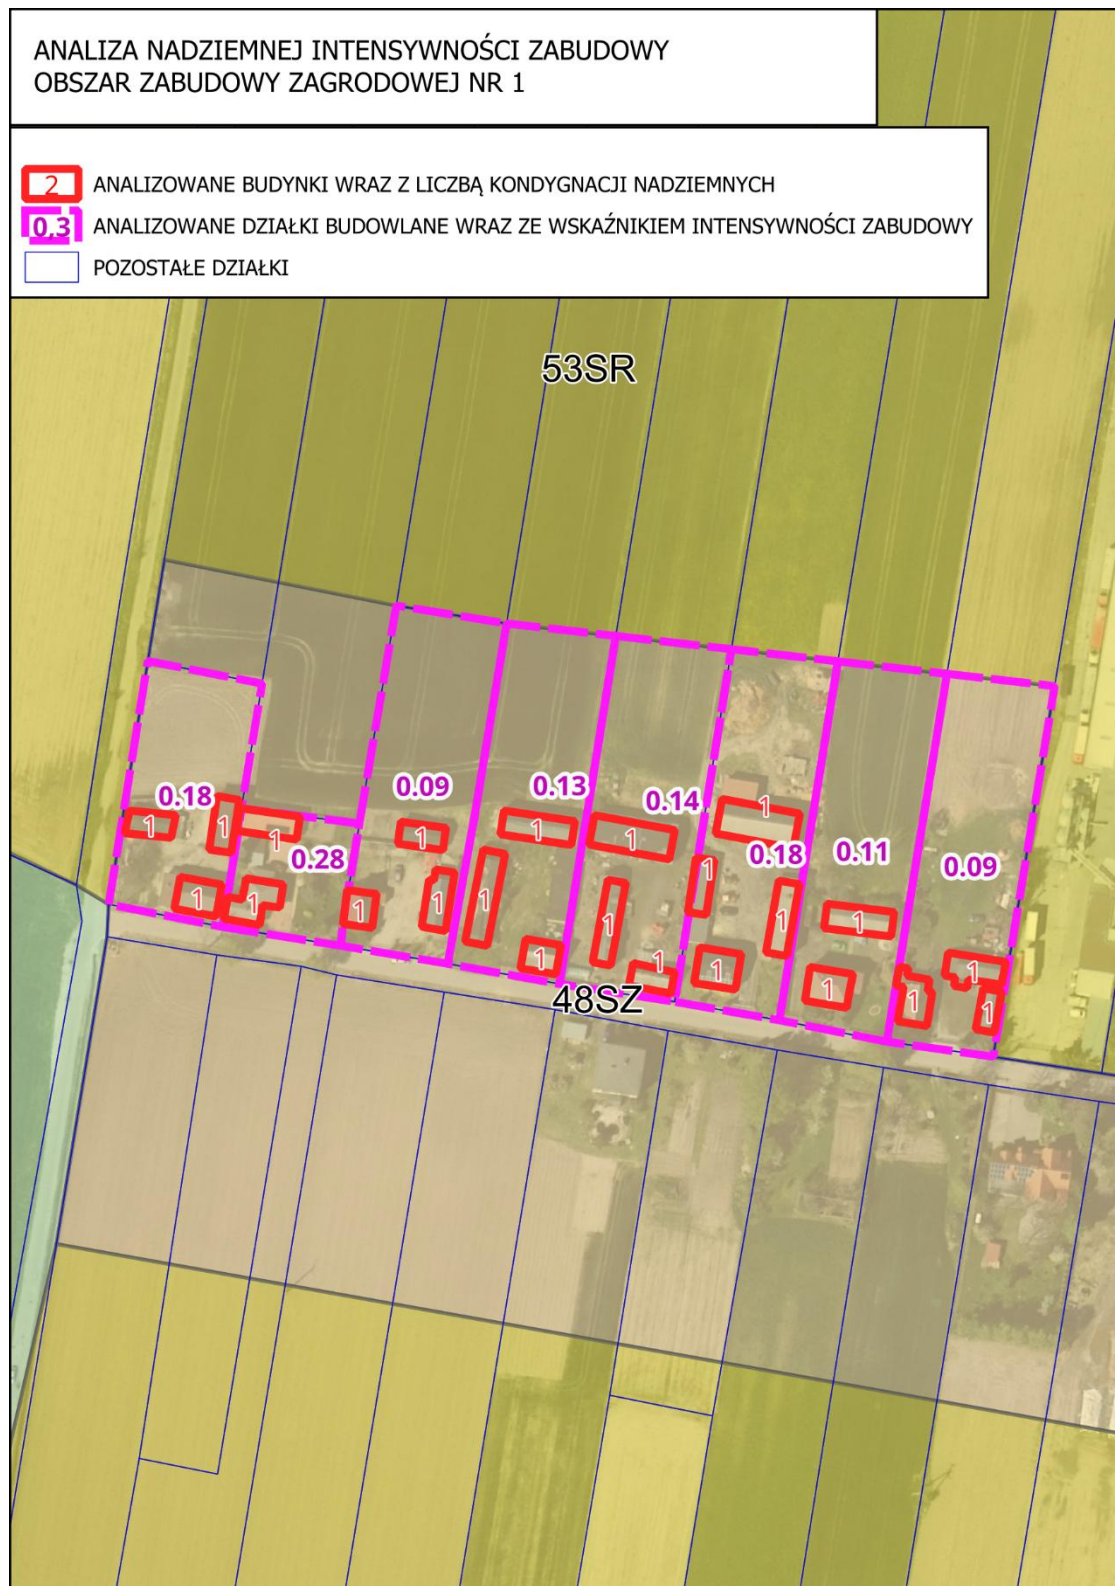 ANALIZA NADZIEMNEJ INTENSYWNOŚCI ZABUDOWY
OBSZAR ZABUDOWY ZAGRODOWEJ NR 1
2 ANALIZOWANE BUDYNKI WRAZ Z LICZBĄ KONDYGNACJI NADZIEMNYCH
0,3 ANALIZOWANE DZIAŁKI BUDOWLANE WRAZ ZE WSKAŹNIKIEM INTENSYWNOŚCI ZABUDOWY
POZOSTAŁE DZIAŁKI
53SR
0.18 0.09 0.13 0.14
1 1 1 1 1 1
0.28 0.18 0.11 0.09
1 1 1 1 1 1 1 1 1
1 1 1 1 1 1 1 1
48SZ